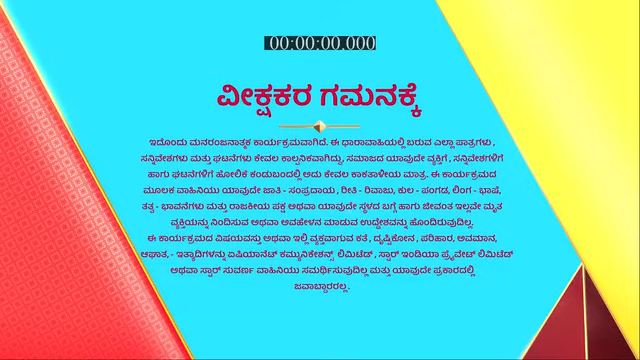 00:00:00.000
ವೀಕ್ಷಕರ ಗಮನಕ್ಕೆ
ಇದೊಂದು ಮನರಂಜನಾತ್ಮಕ ಕಾರ್ಯಕ್ರಮವಾಗಿದೆ. ಈ ಧಾರಾವಾಹಿಯಲ್ಲಿ ಬರುವ ಎಲ್ಲಾ ಪಾತ್ರಗಳು ,
ಸನ್ನಿವೇಶಗಳು ಮತ್ತು ಘಟನೆಗಳು ಕೇವಲ ಕಾಲ್ಪನಿಕವಾಗಿದ್ದು, ಸಮಾಜದ ಯಾವುದೇ ವ್ಯಕ್ತಿಗೆ , ಸನ್ನಿವೇಶಗಳಿಗೆ
ಹಾಗು ಘಟನೆಗಳಿಗೆ ಹೋಲಿಕೆ ಕಂಡುಬಂದಲ್ಲಿ ಅದು ಕೇವಲ ಕಾಕತಾಳೀಯ ಮಾತ್ರ. ಈ ಕಾರ್ಯಕ್ರಮದ
ಮೂಲಕ ವಾಹಿನಿಯು ಯಾವುದೇ ಜಾತಿ - ಸಂಪ್ರದಾಯ , ರೀತಿ - ರಿವಾಜು, ಕುಲ - ಪಂಗಡ, ಲಿಂಗ - ಭಾಷೆ,
ತತ್ವ - ಭಾವನೆಗಳು ಮತ್ತು ರಾಜಕೀಯ ಪಕ್ಷ ಅಥವಾ ಯಾವುದೇ ಸ್ಥಳದ ಬಗ್ಗೆ ಹಾಗು ಜೀವಂತ ಇಲ್ಲವೇ ಮೃತ
ವ್ಯಕ್ತಿಯನ್ನು ನಿಂದಿಸುವ ಅಥವಾ ಅವಹೇಳನ ಮಾಡುವ ಉದ್ದೇಶವನ್ನು ಹೊಂದಿರುವುದಿಲ್ಲ.
ಈ ಕಾರ್ಯಕ್ರಮದ ವಿಷಯವಸ್ತು ಅಥವಾ ಇಲ್ಲಿ ವ್ಯಕ್ತವಾಗುವ ಕತೆ , ದೃಷ್ಟಿಕೋನ , ಪರಿಹಾರ, ಅವಮಾನ,
ಆಘಾತ, - ಇತ್ಯಾದಿಗಳನ್ನು ಏಷಿಯಾನೆಟ್ ಕಮ್ಯುನಿಕೇಶನ್ಸ್ ಲಿಮಿಟೆಡ್ , ಸ್ಟಾರ್ ಇಂಡಿಯಾ ಪ್ರೈವೇಟ್ ಲಿಮಿಟೆಡ್
ಅಥವಾ ಸ್ಟಾರ್ ಸುವರ್ಣ ವಾಹಿನಿಯು ಸಮರ್ಥಿಸುವುದಿಲ್ಲ ಮತ್ತು ಯಾವುದೇ ಪ್ರಕಾರದಲ್ಲಿ
ಜವಾಬ್ದಾರರಲ್ಲ.